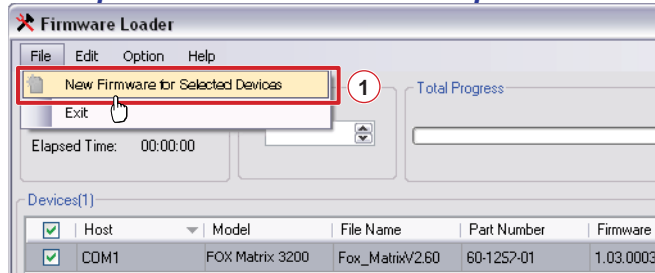 Firmware Loader
File Edit Option Help
New Firmware for Selected Devices
1
Total Progress
Exit
Elapsed Time: 00:00:00
Devices(1)
Host Model File Name Part Number Firmware
COM1 FOX Matrix 3200 Fox_MatrixV2.60 60-1257-01 1.03.0003